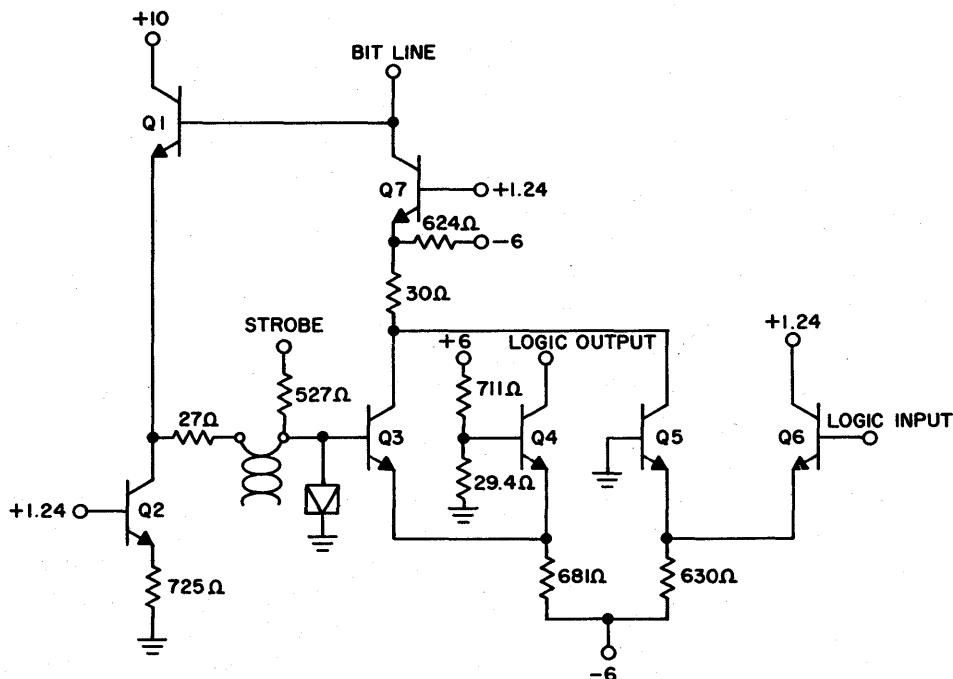 +10
BIT LINE
Q1
Q7
+1.24
624Ω
-6
30Ω
STROBE
+6
LOGIC OUTPUT
+1.24
527Ω
711Ω
27Ω
Q3
Q4
Q5
Q6
LOGIC INPUT
29.4Ω
+1.24
Q2
725Ω
681Ω
630Ω
-6